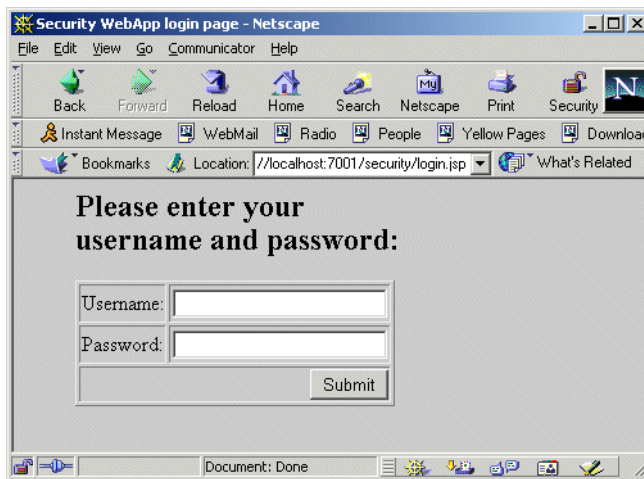 Security WebApp login page - Netscape
File Edit View Go Communicator Help
Back Forward Reload Home Search Netscape Print Security
My
N
Instant Message WebMail Radio People Yellow Pages Download
Bookmarks Location: //localhost:7001/security/login.jsp What's Related
Please enter your
username and password:
Username:
Password:
Submit
Document: Done